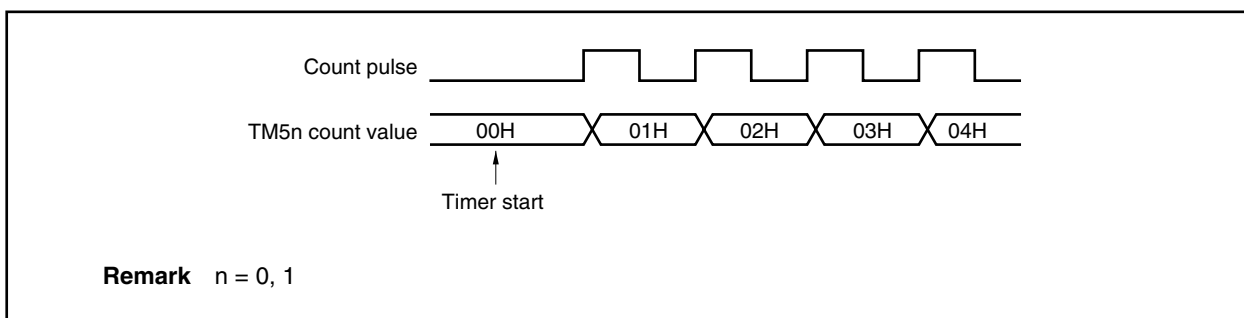 Count pulse
TM5n count value 00H 01H 02H 03H 04H
Timer start
Remark n = 0, 1